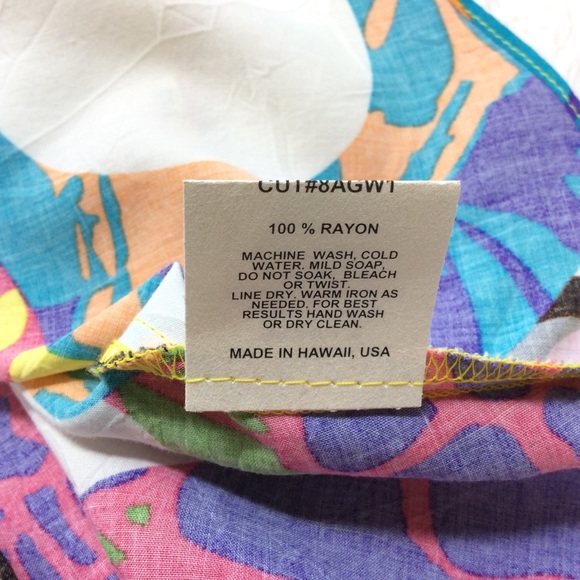 CUT#8AGW1
100 % RAYON
MACHINE WASH, COLD
WATER. MILD SOAP,
DO NOT SOAK, BLEACH
OR TWIST.
LINE DRY. WARM IRON AS
NEEDED. FOR BEST
RESULTS HAND WASH
OR DRY CLEAN.
MADE IN HAWAII, USA